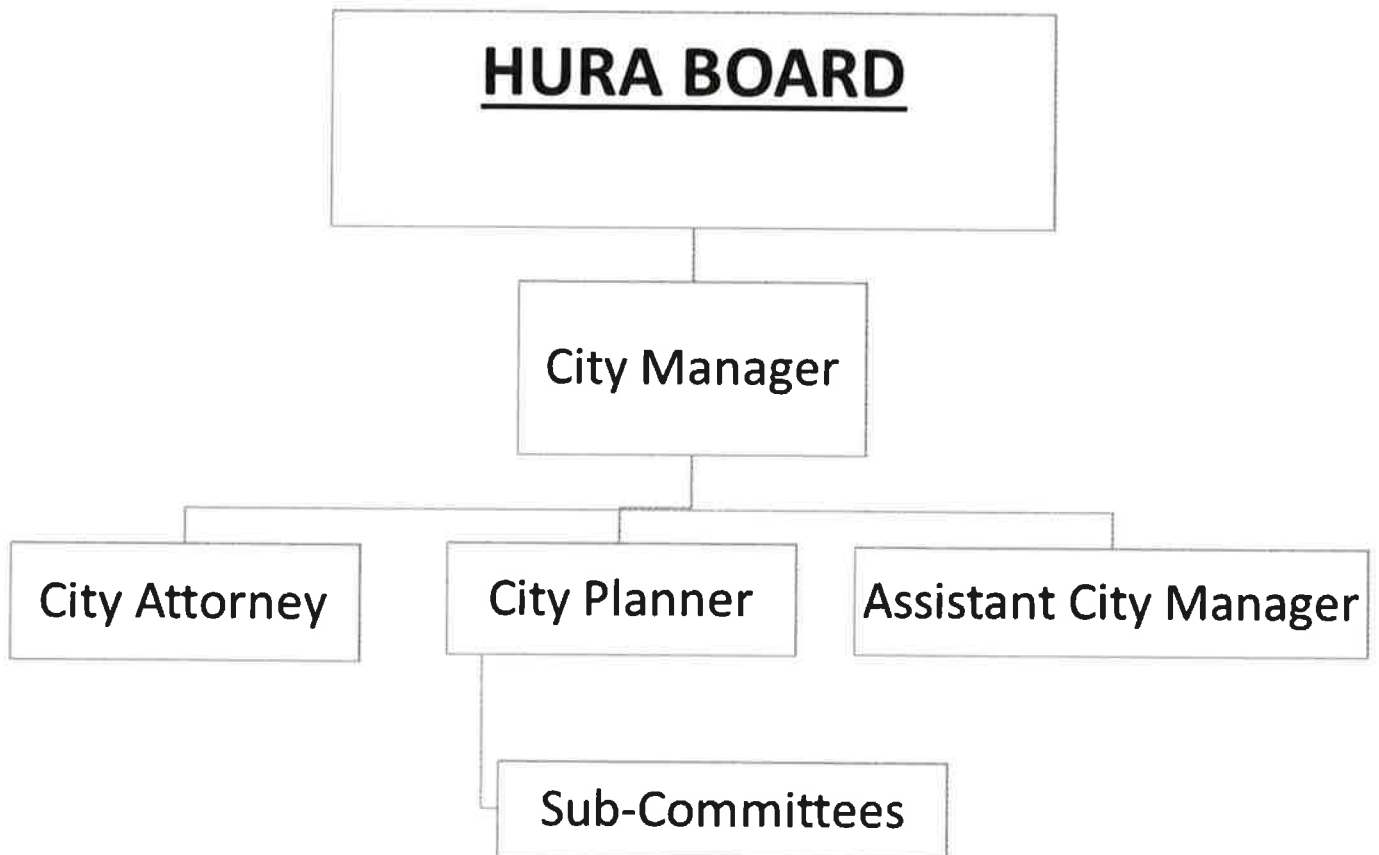 HURA BOARD
City Manager
City Attorney
City Planner
Assistant City Manager
Sub-Committees